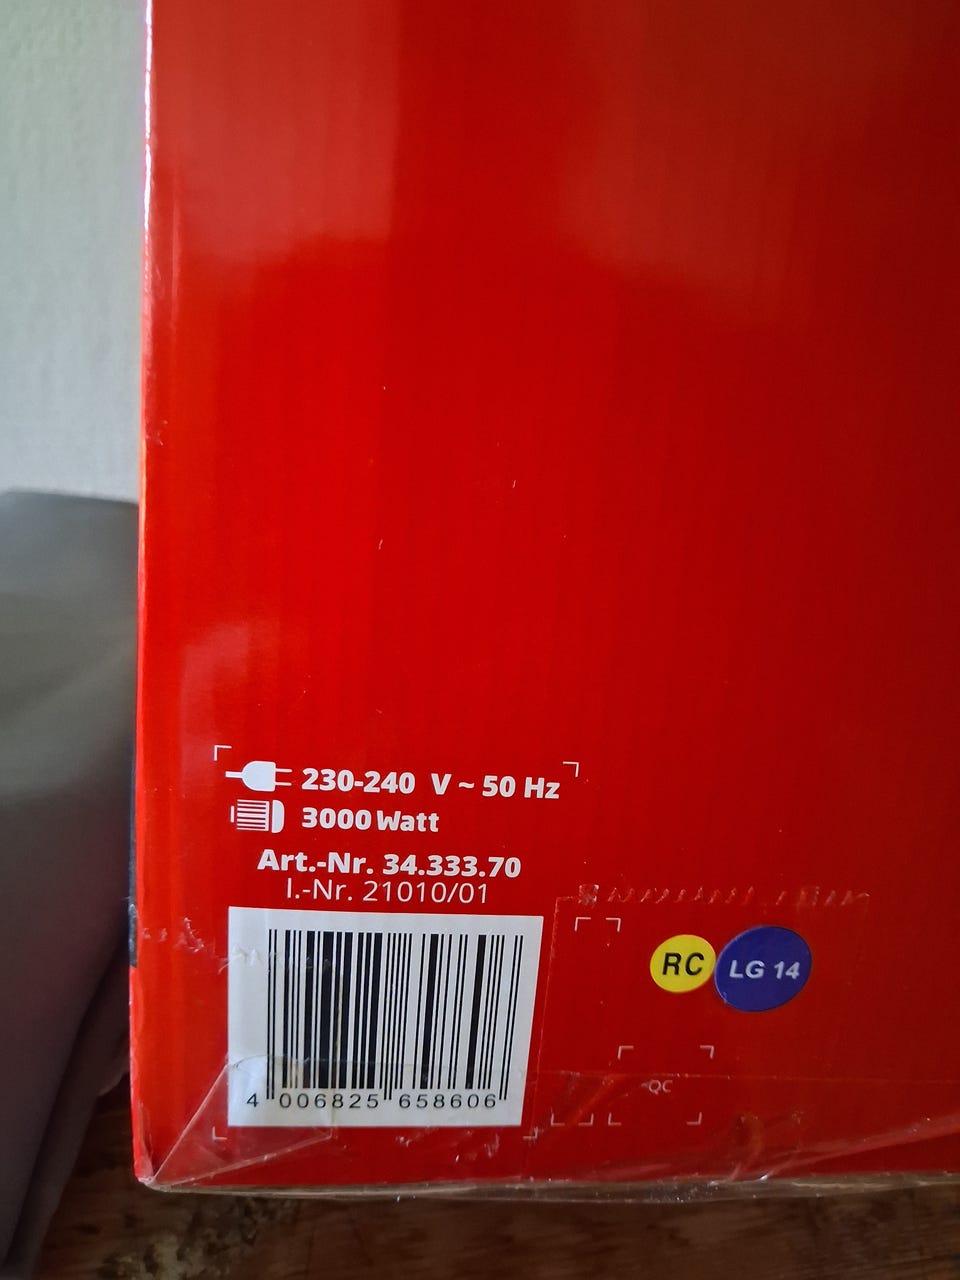 230-240 V ~ 50 Hz
3000 Watt
Art.-Nr. 34.333.70
I.-Nr. 21010/01
4 006825 658606
RC
LG 14
QC